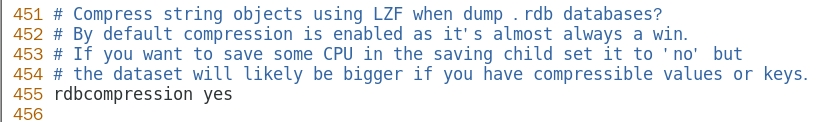 451 # Compress string objects using LZF when dump .rdb databases?
452 # By default compression is enabled as it's almost always a win.
453 # If you want to save some CPU in the saving child set it to 'no' but
454 # the dataset will likely be bigger if you have compressible values or keys.
455 rdbcompression yes
456